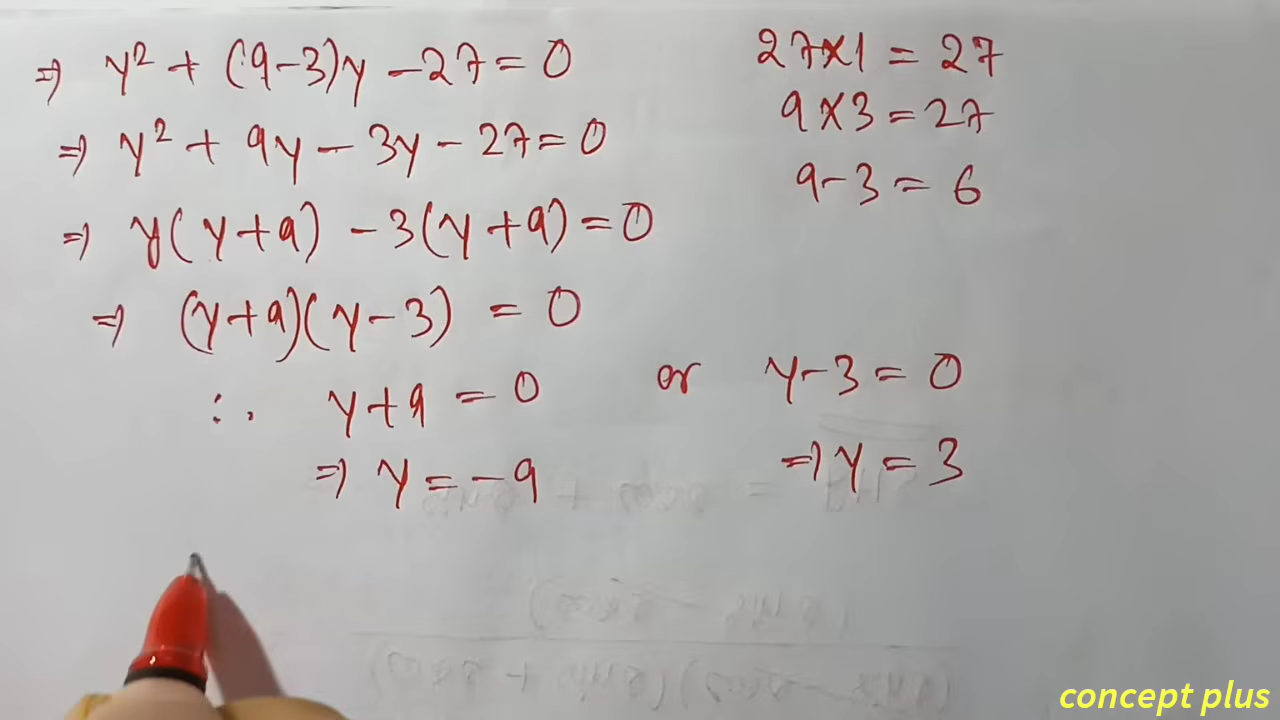 ⇒ y² + (9-3)y - 27 = 0
27×1 = 27
⇒ y² + 9y - 3y - 27 = 0
9×3 = 27
9-3 = 6
⇒ y(y+9) - 3(y+9) = 0
⇒ (y+9)(y-3) = 0
∴ y+9 = 0 or y-3 = 0
⇒ y = -9 ⇒ y = 3
concept plus